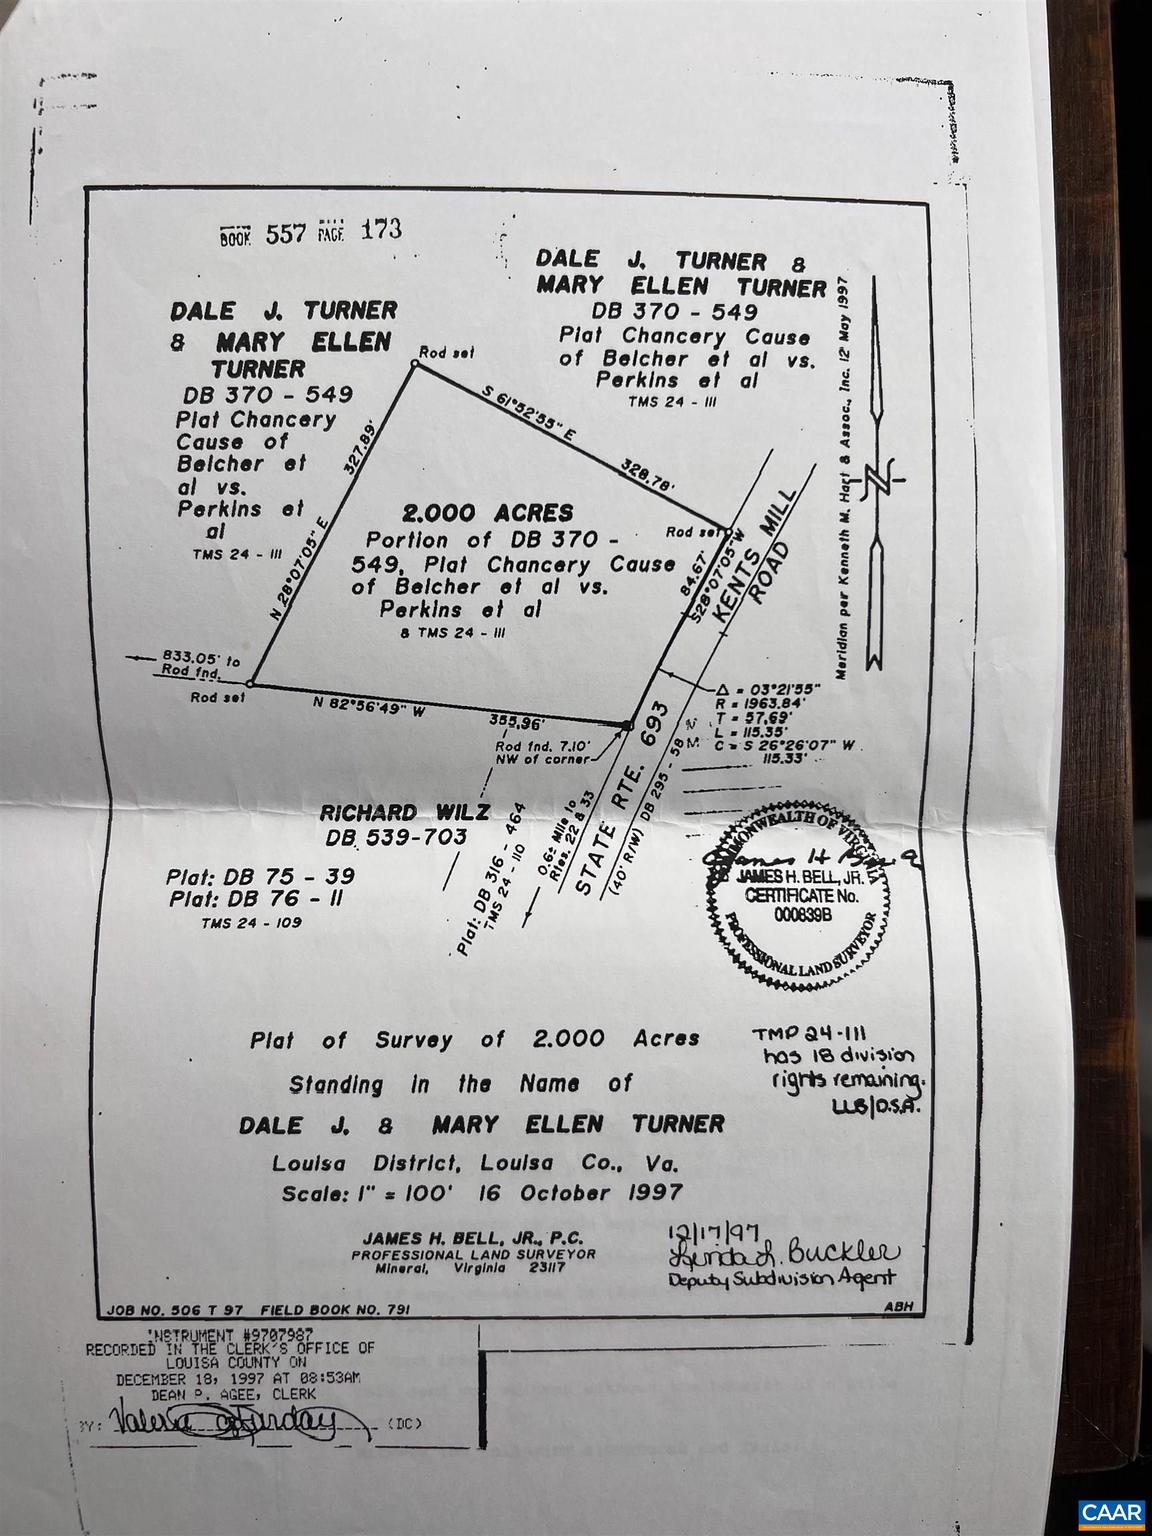 BOOK 557 PAGE 173
DALE J. TURNER
& MARY ELLEN
TURNER
DB 370 - 549
Plat Chancery
Cause of
Belcher et
al vs.
Perkins et
al
TMS 24 - 111
DALE J. TURNER &
MARY ELLEN TURNER
DB 370 - 549
Plat Chancery Cause
of Belcher et al vs.
Perkins et al
TMS 24 - 111
Meridian per Kenneth M. Hart & Assoc., Inc. 12 May 1997
N
Rod set
S 61°52'55" E
328.78'
327.89'
N 28°07'05" E
2.000 ACRES
Portion of DB 370 -
549, Plat Chancery Cause
of Belcher et al vs.
Perkins et al
& TMS 24 - 111
Rod set
84.67'
S28°07'05"W
KENTS MILL
ROAD
833.05' to
Rod fnd.
Rod set
N 82°56'49" W
355.96'
Rod fnd. 7.10'
NW of corner
Δ = 03°21'55"
R = 1963.84'
T = 57.69'
L = 115.35'
C = S 26°26'07" W
115.33'
STATE RTE. 693
(40' R/W) DB 295 - 58
0.6± Mile to
Rtes. 22 & 33
RICHARD WILZ
DB 539-703
Plat: DB 75 - 39
Plat: DB 76 - 11
TMS 24 - 109
Plat: DB 316 - 464
TMS 24 - 110
COMMONWEALTH OF VIRGINIA
James H. Bell, Jr.
JAMES H. BELL, JR.
CERTIFICATE No.
000839B
PROFESSIONAL LAND SURVEYOR
Plat of Survey of 2.000 Acres
Standing in the Name of
DALE J. & MARY ELLEN TURNER
Louisa District, Louisa Co., Va.
Scale: 1" = 100' 16 October 1997
TMP 24-111
has 18 division
rights remaining.
LLB/D.S.A.
JAMES H. BELL, JR., P.C.
PROFESSIONAL LAND SURVEYOR
Mineral, Virginia 23117
12/17/97
Linda L. Buckler
Deputy Subdivision Agent
JOB NO. 506 T 97 FIELD BOOK NO. 791
ABH
INSTRUMENT #9707987
RECORDED IN THE CLERK'S OFFICE OF
LOUISA COUNTY ON
DECEMBER 18, 1997 AT 08:53AM
DEAN P. AGEE, CLERK
BY: Valeria (DC)
CAAR